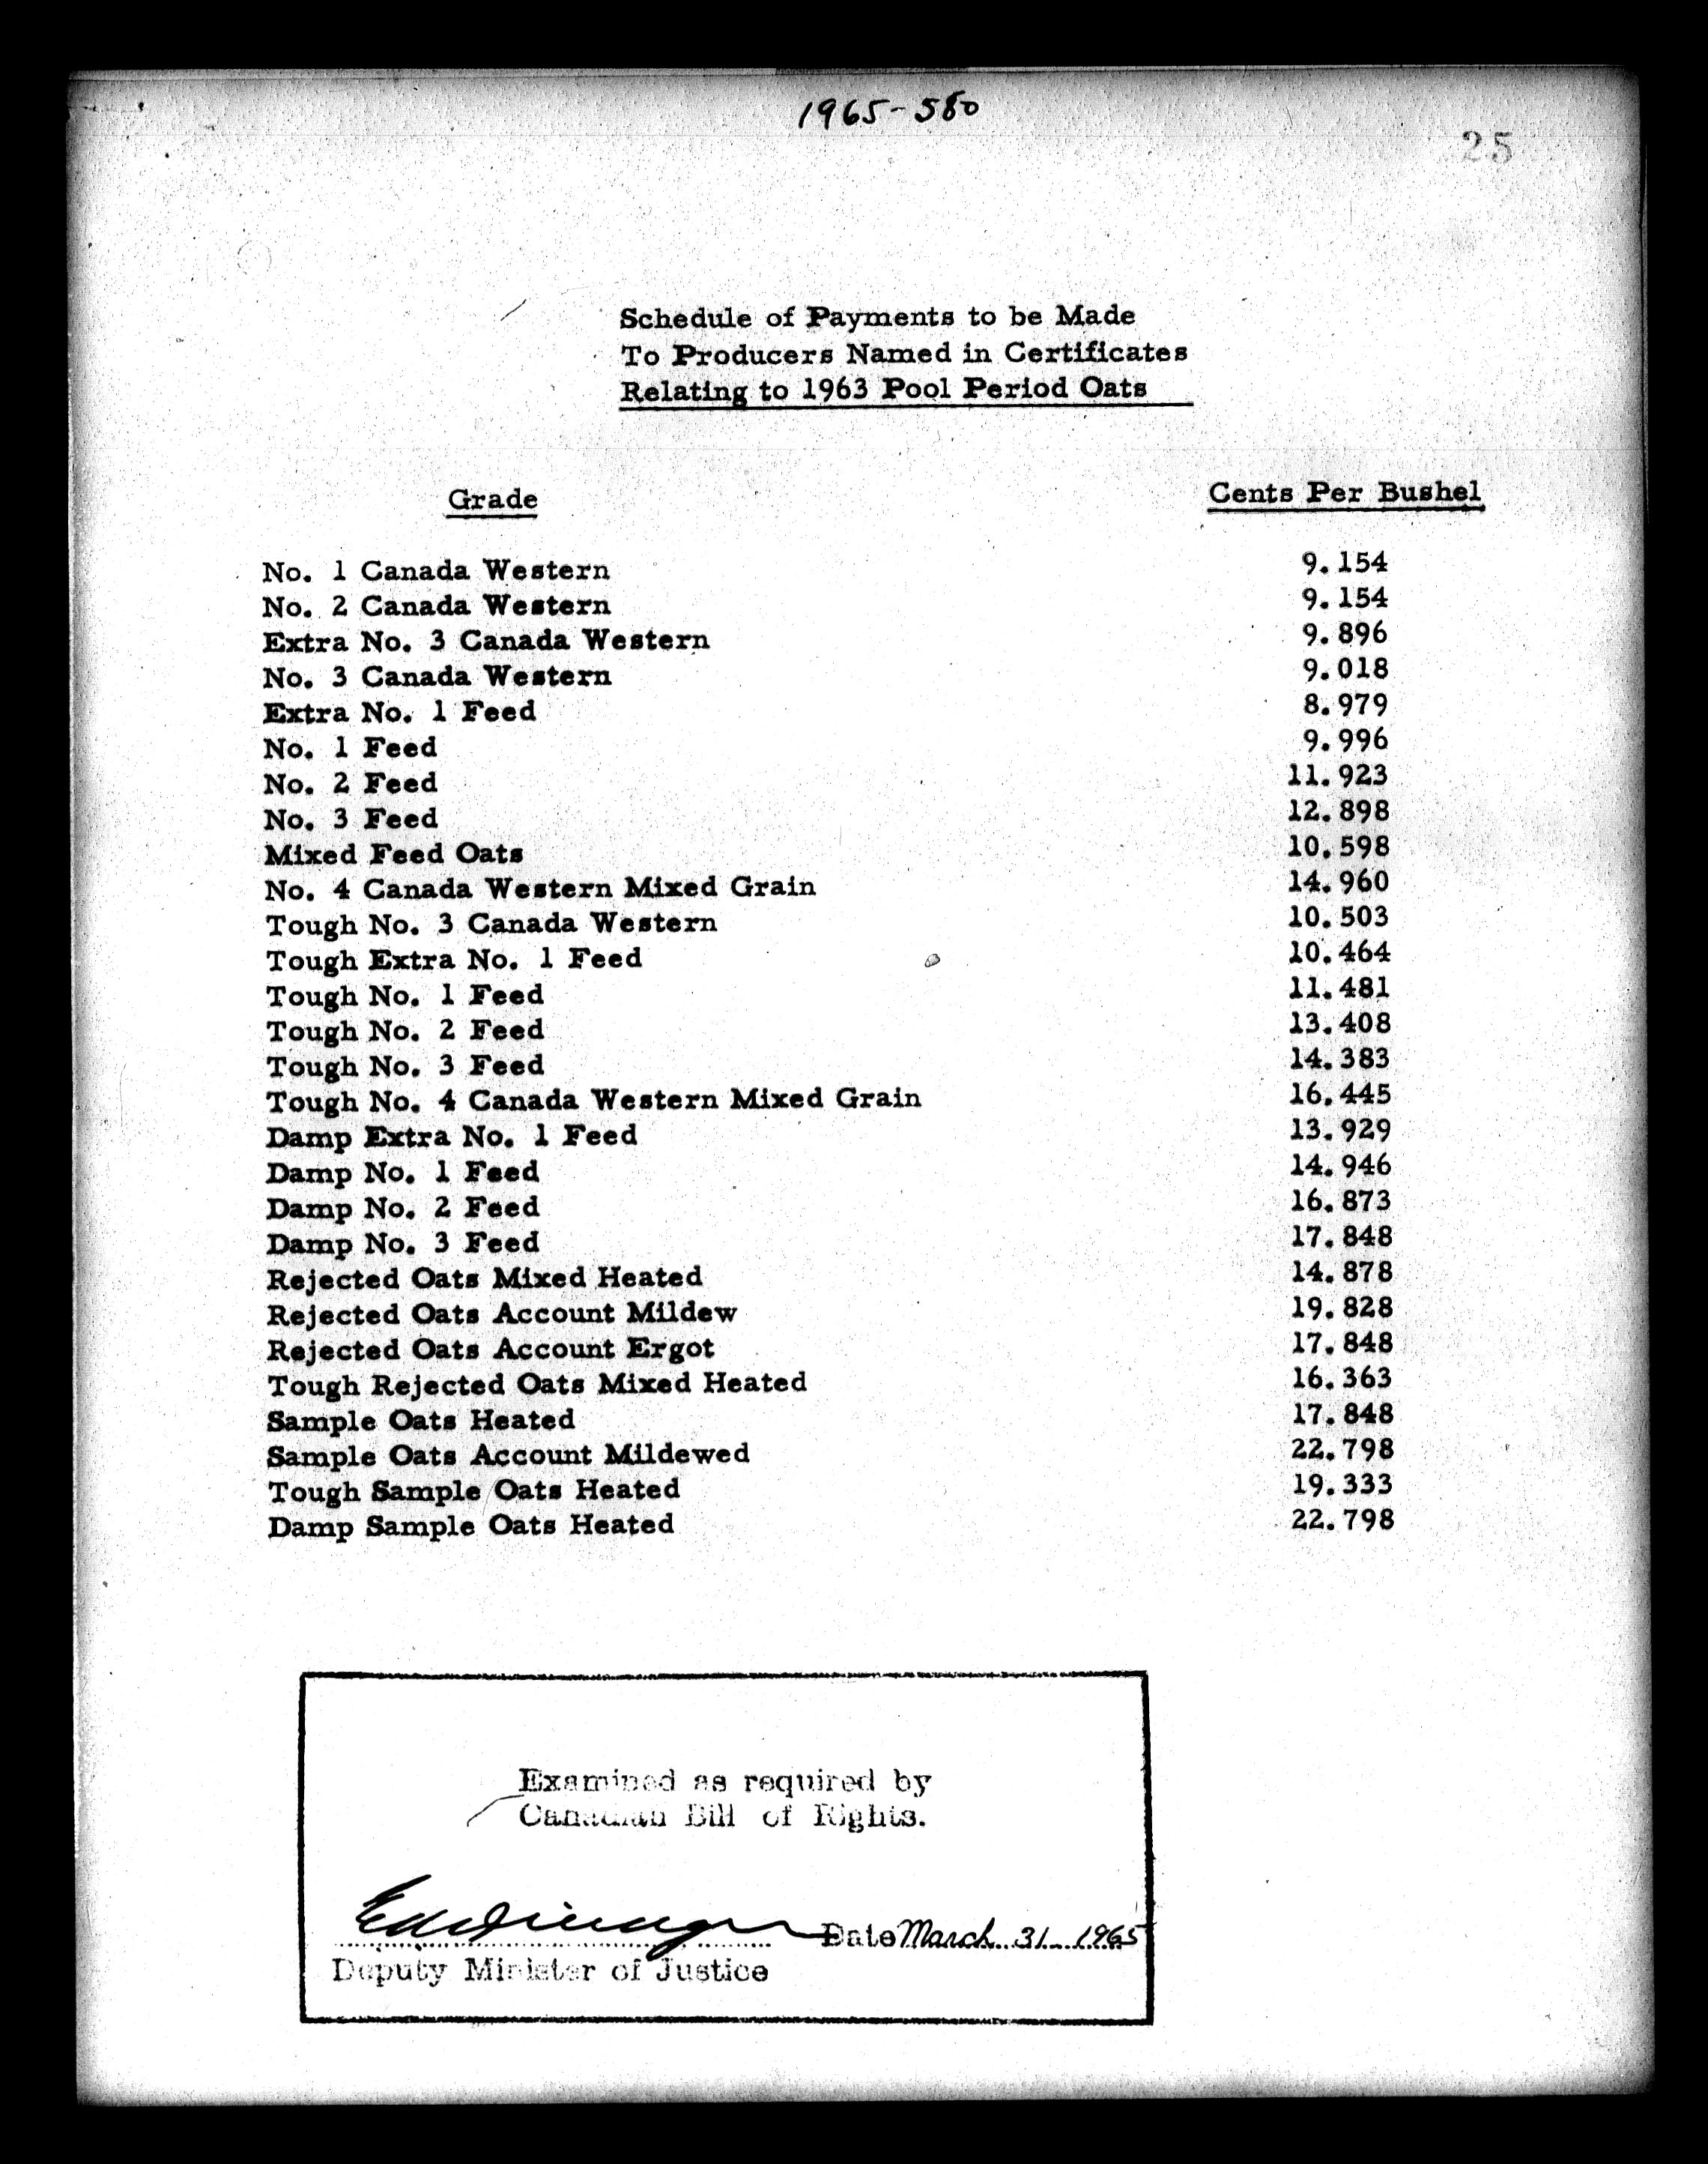 1965-580
25
Schedule of Payments to be Made
To Producers Named in Certificates
Relating to 1963 Pool Period Oats
Grade Cents Per Bushel
No. 1 Canada Western 9.154
No. 2 Canada Western 9.154
Extra No. 3 Canada Western 9.896
No. 3 Canada Western 9.018
Extra No. 1 Feed 8.979
No. 1 Feed 9.996
No. 2 Feed 11.923
No. 3 Feed 12.898
Mixed Feed Oats 10.598
No. 4 Canada Western Mixed Grain 14.960
Tough No. 3 Canada Western 10.503
Tough Extra No. 1 Feed 10.464
Tough No. 1 Feed 11.481
Tough No. 2 Feed 13.408
Tough No. 3 Feed 14.383
Tough No. 4 Canada Western Mixed Grain 16.445
Damp Extra No. 1 Feed 13.929
Damp No. 1 Feed 14.946
Damp No. 2 Feed 16.873
Damp No. 3 Feed 17.848
Rejected Oats Mixed Heated 14.878
Rejected Oats Account Mildew 19.828
Rejected Oats Account Ergot 17.848
Tough Rejected Oats Mixed Heated 16.363
Sample Oats Heated 17.848
Sample Oats Account Mildewed 22.798
Tough Sample Oats Heated 19.333
Damp Sample Oats Heated 22.798
Examined as required by
Canadian Bill of Rights.
Date March 31 1965
Deputy Minister of Justice